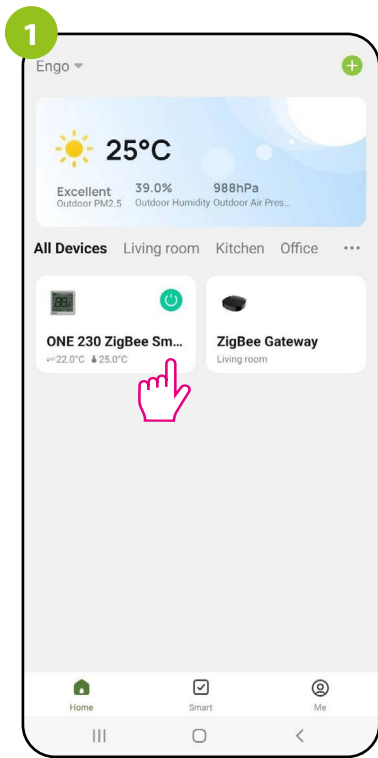 1
Engo
25°C
Excellent 39.0% 988hPa
Outdoor PM2.5 Outdoor Humidity Outdoor Air Pres...
All Devices Living room Kitchen Office ...
ONE 230 ZigBee Sm... ZigBee Gateway
22.0°C 25.0°C Living room
Home Smart Me